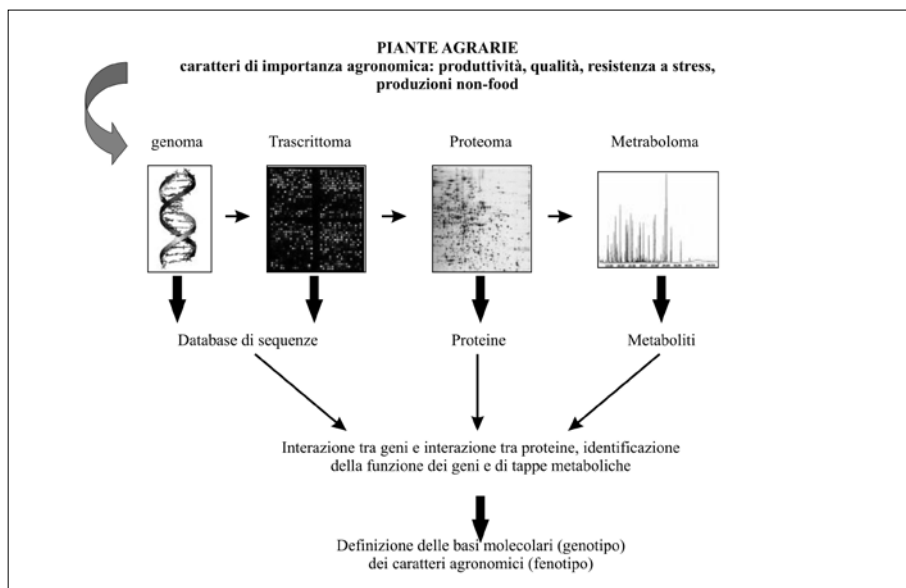 PIANTE AGRARIE
caratteri di importanza agronomica: produttività, qualità, resistenza a stress,
produzioni non-food
genoma Trascrittoma Proteoma Metraboloma
Database di sequenze Proteine Metaboliti
Interazione tra geni e interazione tra proteine, identificazione
della funzione dei geni e di tappe metaboliche
Definizione delle basi molecolari (genotipo)
dei caratteri agronomici (fenotipo)